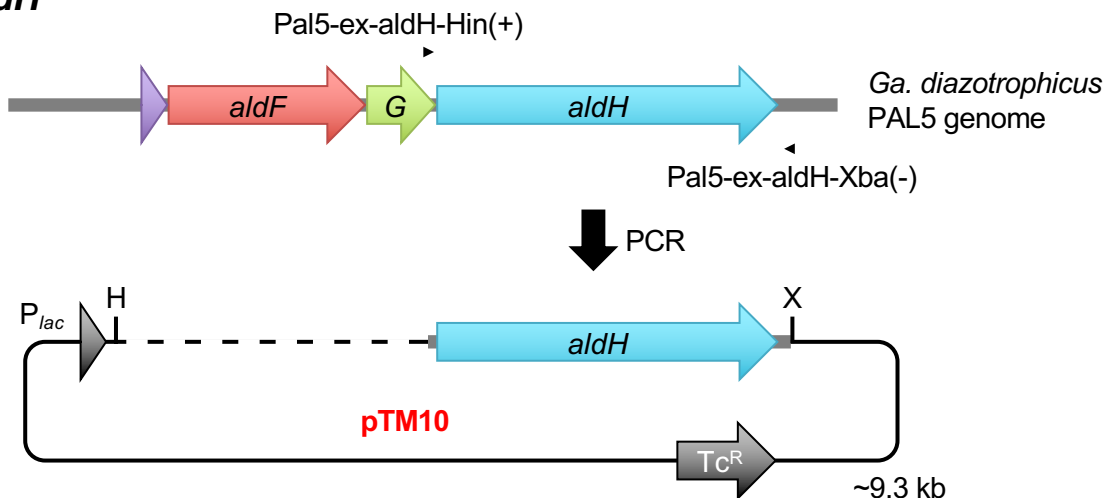 Pal5-ex-aldH-Hin(+)
aldF
G
aldH
Ga. diazotrophicus
PAL5 genome
Pal5-ex-aldH-Xba(-)
PCR
Plac
H
X
aldH
pTM10
TcR
~9.3 kb